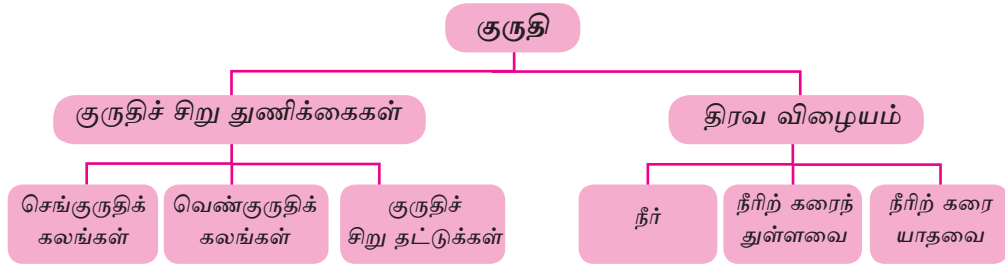 குருதி
குருதிச் சிறு துணிக்கைகள்
திரவ விழையம்
செங்குருதிக்
கலங்கள்
வெண்குருதிக்
கலங்கள்
குருதிச்
சிறு தட்டுக்கள்
நீர்
நீரிற் கரைந்
துள்ளவை
நீரிற் கரை
யாதவை